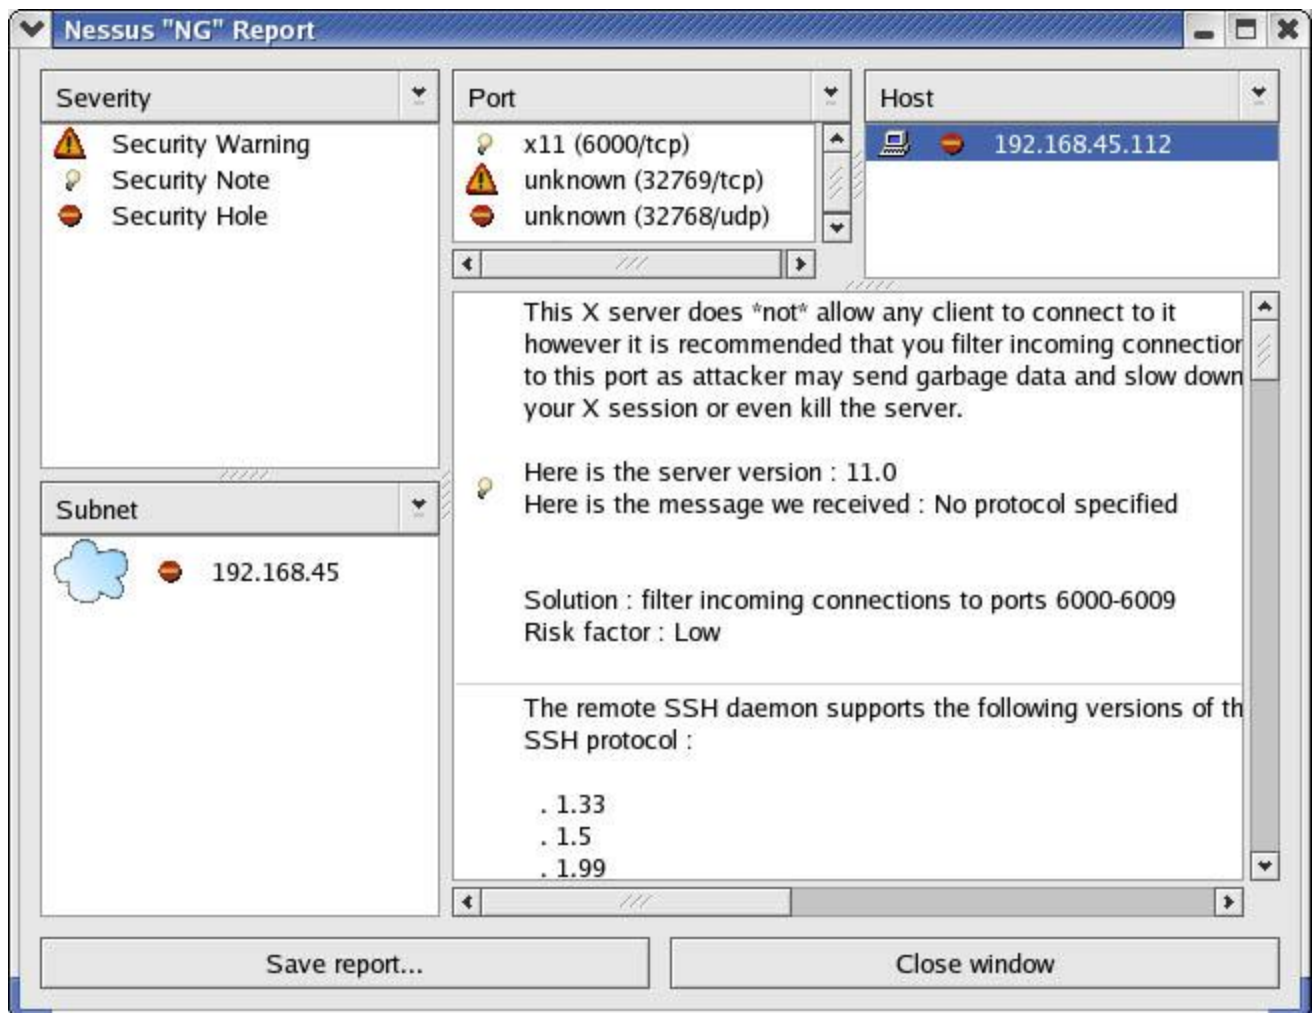 Nessus "NG" Report
Severity
Security Warning
Security Note
Security Hole
Port
x11 (6000/tcp)
unknown (32769/tcp)
unknown (32768/udp)
Host
192.168.45.112
Subnet
192.168.45
This X server does *not* allow any client to connect to it
however it is recommended that you filter incoming connection
to this port as attacker may send garbage data and slow down
your X session or even kill the server.
Here is the server version : 11.0
Here is the message we received : No protocol specified
Solution : filter incoming connections to ports 6000-6009
Risk factor : Low
The remote SSH daemon supports the following versions of th
SSH protocol :
. 1.33
. 1.5
. 1.99
Save report...
Close window